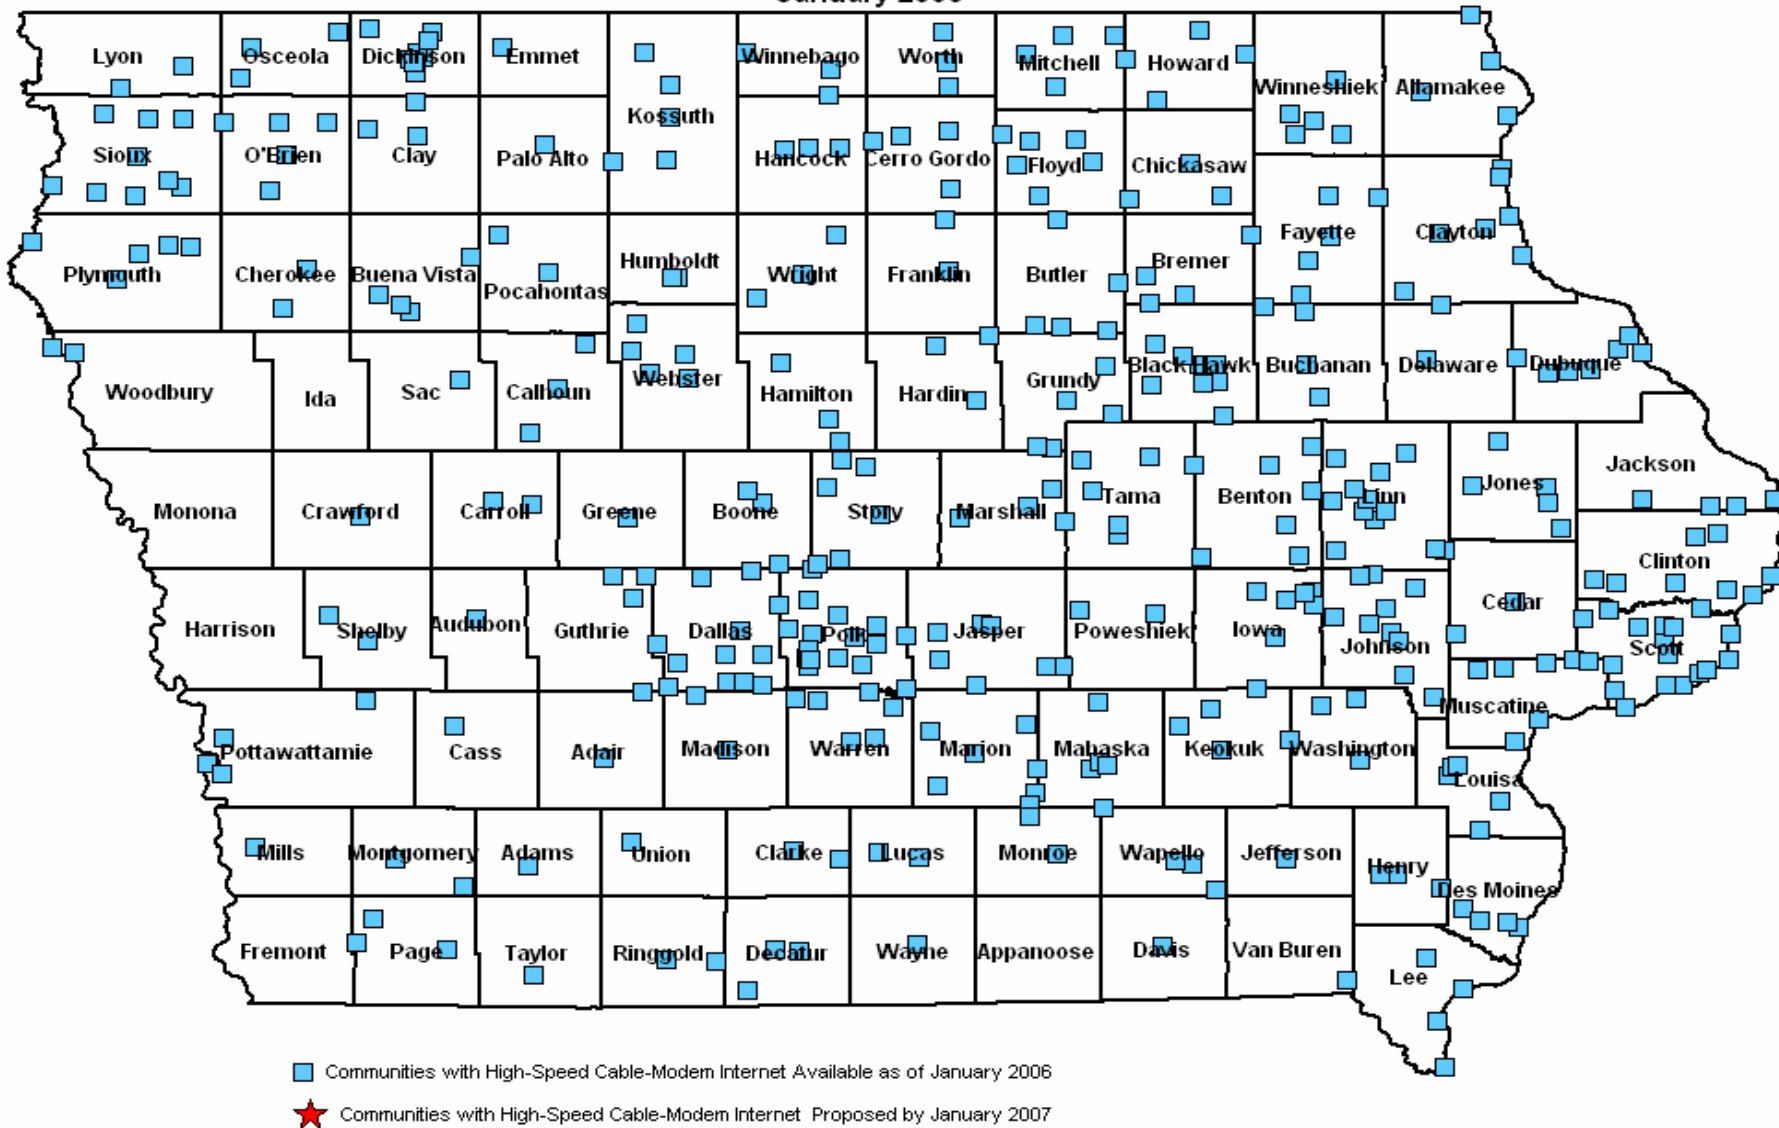 Lyon Osceola Dickinson Emmet Winnebago Worth Mitchell Howard
Winneshiek Allamakee
Kossuth
Sioux O'Brien Clay Palo Alto Hancock Cerro Gordo Floyd Chickasaw
Fayette Clayton
Plymouth Cherokee Buena Vista Pocahontas Humboldt Wright Franklin Butler Bremer
Woodbury Ida Sac Calhoun Webster Hamilton Hardin Grundy Black Hawk Buchanan Delaware Dubuque
Jackson
Monona Crawford Carroll Greene Boone Story Marshall Tama Benton Linn Jones
Clinton
Harrison Shelby Audubon Guthrie Dallas Polk Jasper Poweshiek Iowa Johnson Cedar
Scott
Muscatine
Pottawattamie Cass Adair Madison Warren Marion Mahaska Keokuk Washington
Louisa
Mills Montgomery Adams Union Clarke Lucas Monroe Wapello Jefferson Henry
Des Moines
Fremont Page Taylor Ringgold Decatur Wayne Appanoose Davis Van Buren
Lee
Communities with High-Speed Cable-Modem Internet Available as of January 2006
Communities with High-Speed Cable-Modem Internet Proposed by January 2007